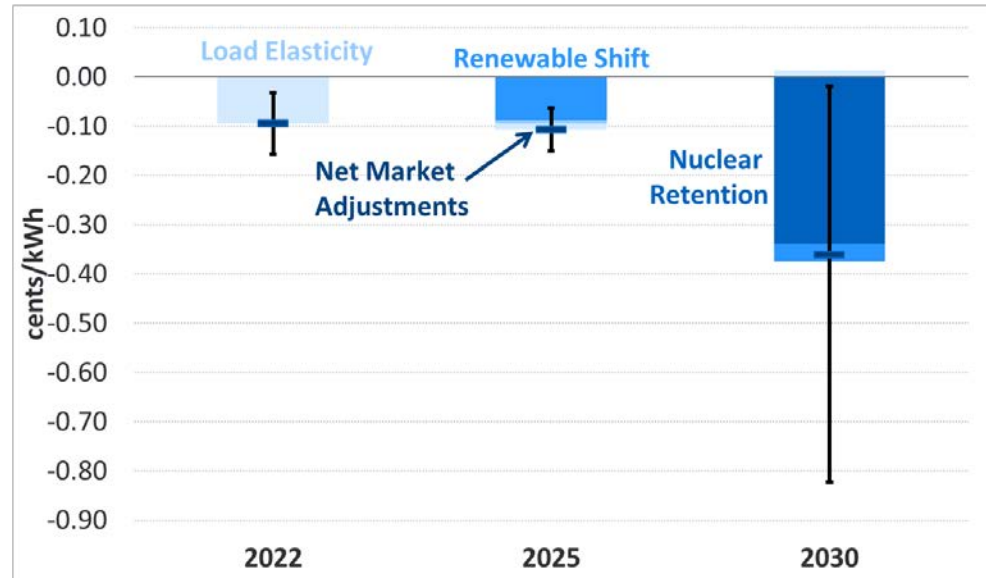 0.10
0.00
-0.10
-0.20
-0.30
-0.40
-0.50
-0.60
-0.70
-0.80
-0.90
cents/kWh
Load Elasticity
Renewable Shift
Net Market
Adjustments
Nuclear
Retention
2022
2025
2030